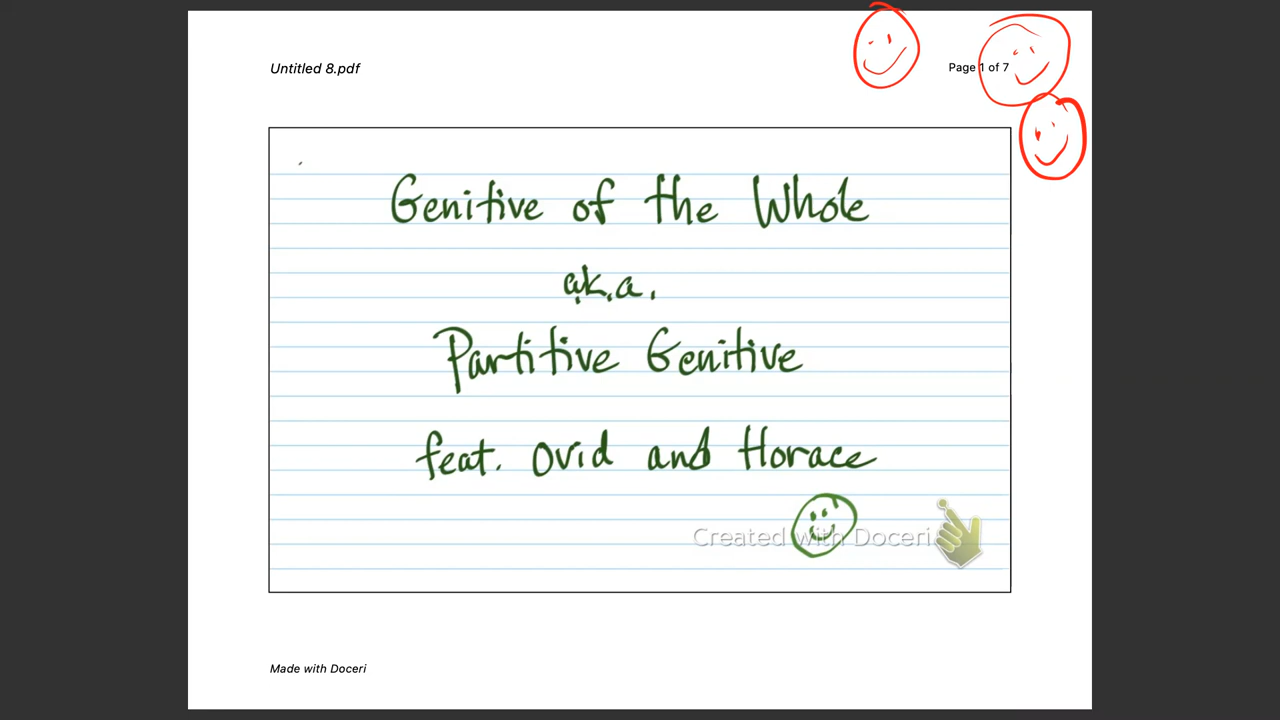 Untitled 8.pdf
Page 1 of 7
Genitive of the Whole
a.k.a.
Partitive Genitive
feat. Ovid and Horace
Created with Doceri
Made with Doceri